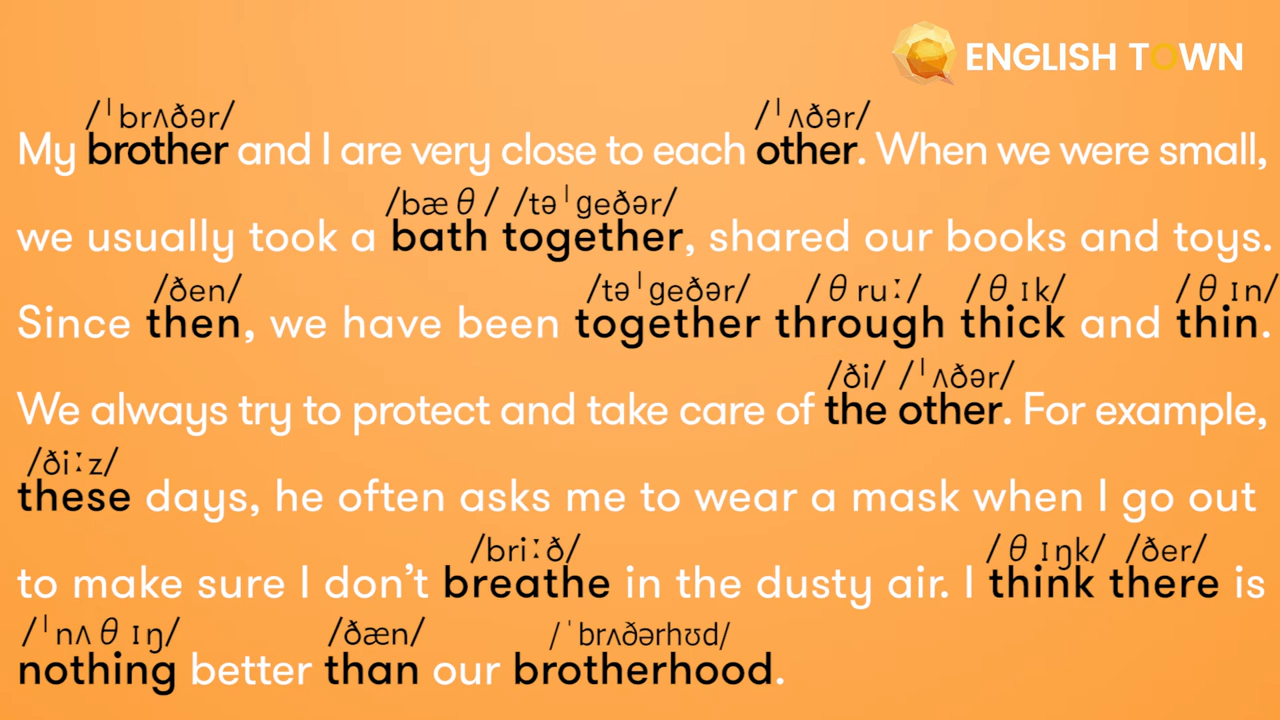 ENGLISH TOWN
/ˈbrʌðər/ /ˈʌðər/
My brother and I are very close to each other. When we were small,
/bæθ/ /təˈɡeðər/
we usually took a bath together, shared our books and toys.
/ðen/ /təˈɡeðər/ /θruː/ /θɪk/ /θɪn/
Since then, we have been together through thick and thin.
/ði/ /ˈʌðər/
We always try to protect and take care of the other. For example,
/ðiːz/
these days, he often asks me to wear a mask when I go out
/briːð/ /θɪŋk/ /ðer/
to make sure I don’t breathe in the dusty air. I think there is
/ˈnʌθɪŋ/ /ðæn/ /ˈbrʌðərhʊd/
nothing better than our brotherhood.